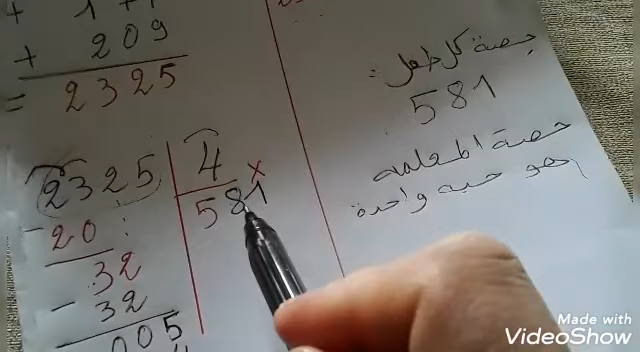 + 209
= 2325
2325 4 ×
- 20 581
32
- 32
005
حصة كل طفل :
581
حصة المعلمة
هو حبة واحدة
Made with
VideoShow